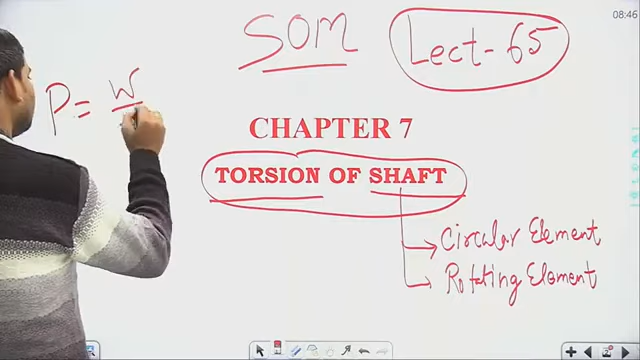 SOM
Lect-65
08:46
P = W
CHAPTER 7
TORSION OF SHAFT
Circular Element
Rotating Element